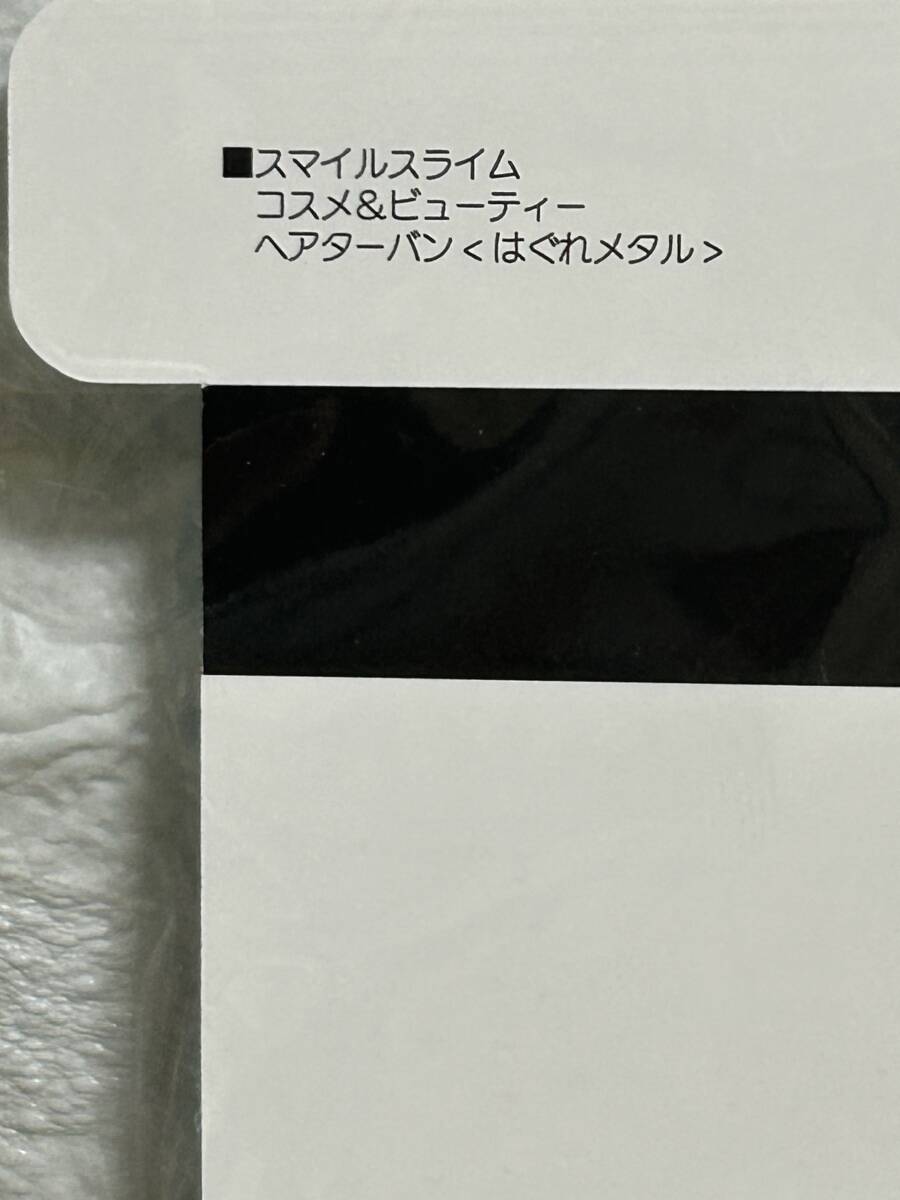 ■スマイルスライム
コスメ&ビューティー
ヘアターバン<はぐれメタル>